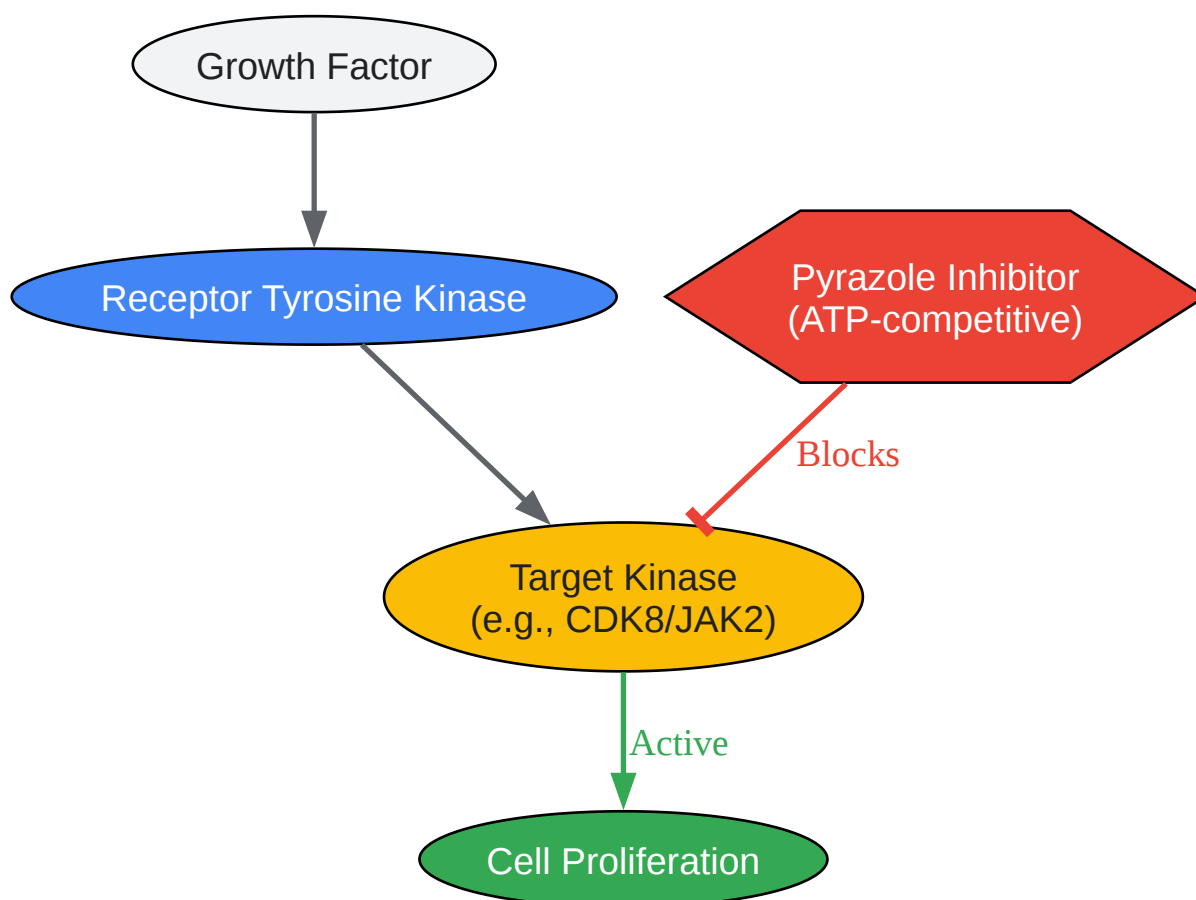 Growth Factor
Receptor Tyrosine Kinase
Pyrazole Inhibitor
(ATP-competitive)
Blocks
Target Kinase
(e.g., CDK8/JAK2)
Active
Cell Proliferation